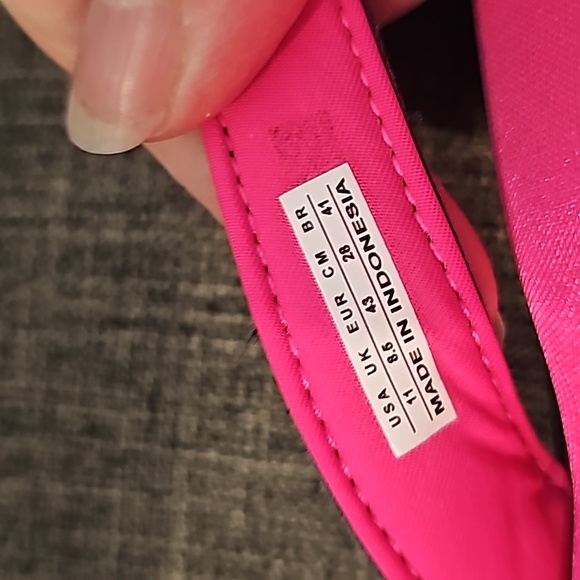 USA UK EUR CM BR
11 8,5 43 28 41
MADE IN INDONESIA